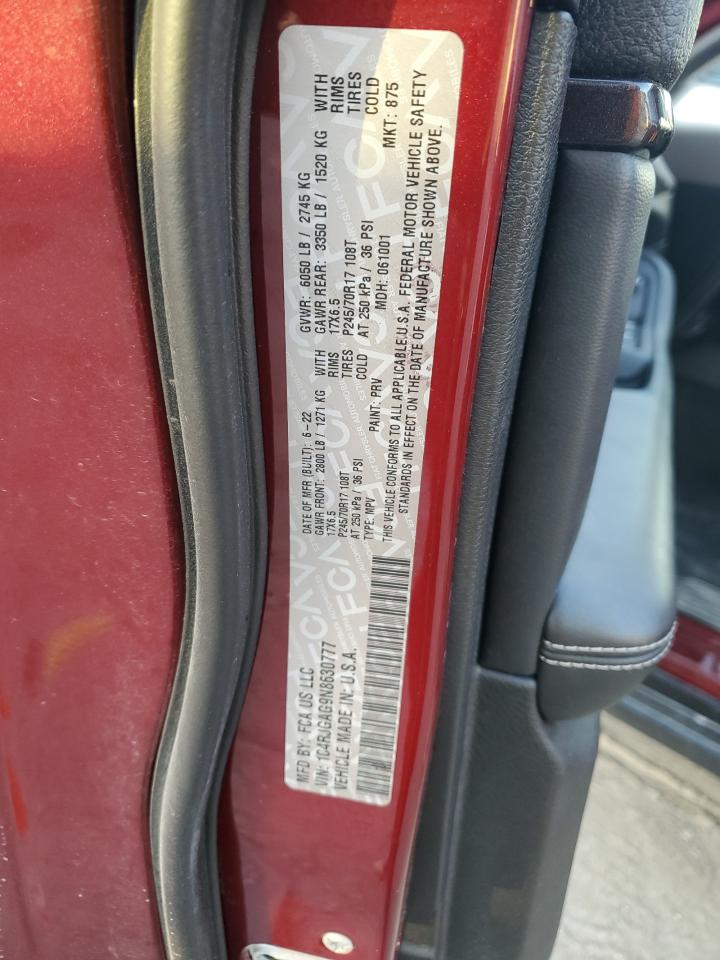 MFD BY: FCA US LLC
DATE OF MFR (BUILT): 6-22
GVWR: 6050 LB / 2745 KG
GAWR FRONT: 2800 LB / 1271 KG WITH
GAWR REAR: 3350 LB / 1520 KG WITH
17X6.5 RIMS
17X6.5 RIMS
P245/70R17 108T TIRES
P245/70R17 108T TIRES
AT 250 kPa / 36 PSI COLD
AT 250 kPa / 36 PSI COLD
VIN: 1C4RJGAG9N8630777
TYPE: MPV
PAINT: PRV
MDH: 061001
MKT: 875
VEHICLE MADE IN: U.S.A.
THIS VEHICLE CONFORMS TO ALL APPLICABLE U.S.A. FEDERAL MOTOR VEHICLE SAFETY
STANDARDS IN EFFECT ON THE DATE OF MANUFACTURE SHOWN ABOVE.